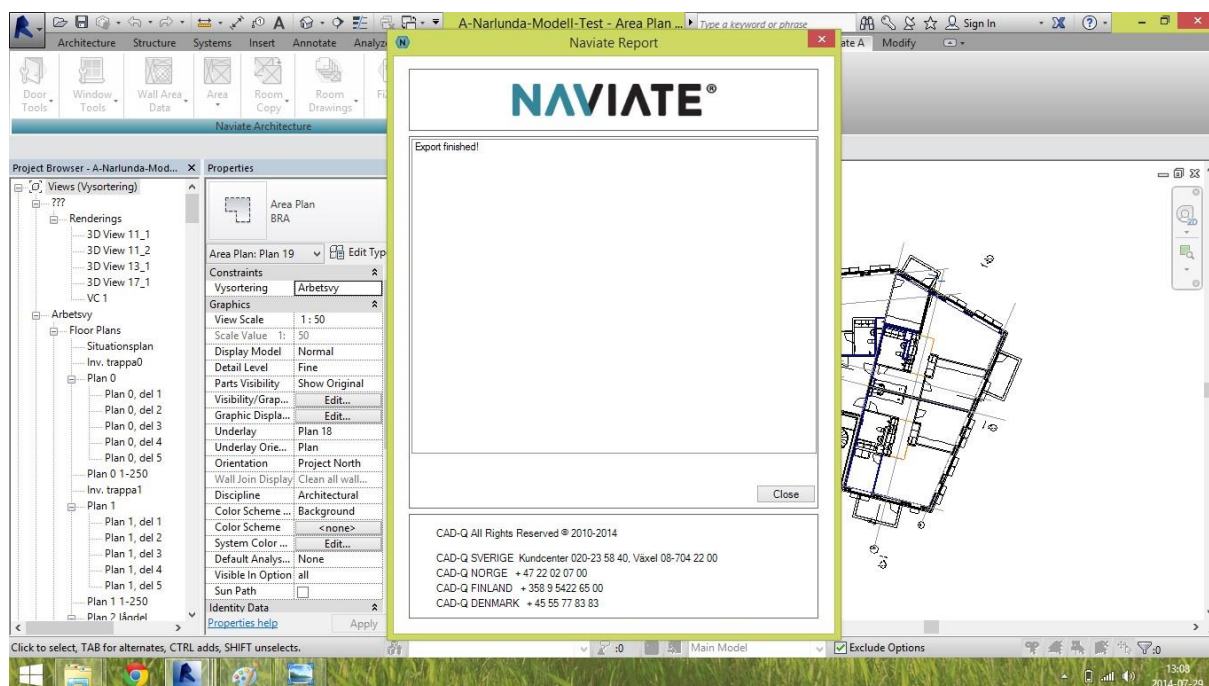 A-Narlunda-Modell-Test - Area Plan ...
Type a keyword or phrase
Sign In
Architecture Structure Systems Insert Annotate Analyz
ate A Modify
Door Tools
Window Tools
Wall Area Data
Area
Room Copy
Room Drawings
Naviate Architecture
Project Browser - A-Narlunda-Mod...
Views (Vysortering)
???
Renderings
3D View 11_1
3D View 11_2
3D View 13_1
3D View 17_1
VC 1
Arbetsvy
Floor Plans
Situationsplan
Inv. trappa0
Plan 0
Plan 0, del 1
Plan 0, del 2
Plan 0, del 3
Plan 0, del 4
Plan 0, del 5
Plan 0 1-250
Inv. trappa1
Plan 1
Plan 1, del 1
Plan 1, del 2
Plan 1, del 3
Plan 1, del 4
Plan 1, del 5
Plan 1 1-250
Plan 2 lågdel
Properties
Area Plan
BRA
Area Plan: Plan 19 Edit Typ
Constraints
Vysortering Arbetsvy
Graphics
View Scale 1 : 50
Scale Value 1: 50
Display Model Normal
Detail Level Fine
Parts Visibility Show Original
Visibility/Grap... Edit...
Graphic Displa... Edit...
Underlay Plan 18
Underlay Orie... Plan
Orientation Project North
Wall Join Display Clean all wall...
Discipline Architectural
Color Scheme ... Background
Color Scheme <none>
System Color ... Edit...
Default Analys... None
Visible In Option all
Sun Path
Identity Data
Properties help Apply
Naviate Report
NAVIATE®
Export finished!
Close
CAD-Q All Rights Reserved ® 2010-2014
CAD-Q SVERIGE Kundcenter 020-23 58 40, Växel 08-704 22 00
CAD-Q NORGE + 47 22 02 07 00
CAD-Q FINLAND + 358 9 5422 65 00
CAD-Q DENMARK + 45 55 77 83 83
2D
Click to select, TAB for alternates, CTRL adds, SHIFT unselects.
:0
Main Model
Exclude Options
:0
13:08
2014-07-29